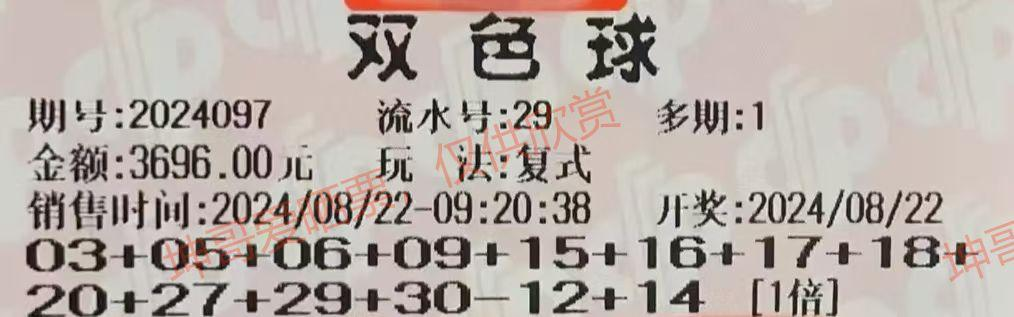 双色球
期号:2024097 流水号:29 多期:1
金额:3696.00元 玩 法:复式
销售时间:2024/08/22-09:20:38 开奖:2024/08/22
03+05+06+09+15+16+17+18+
20+27+29+30-12+14 [1倍]
坤哥爱晒票 仅供欣赏
坤哥